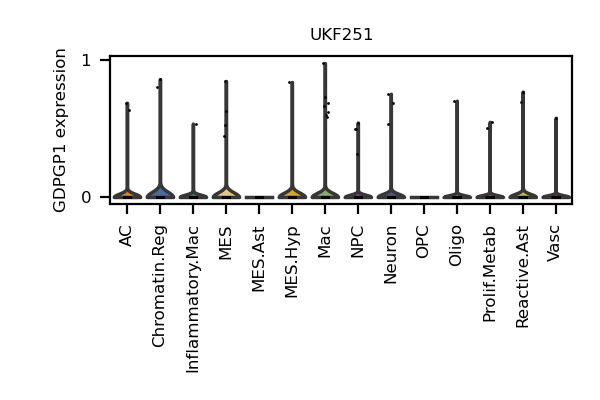 UKF251
GDPGP1 expression
1
0
AC
Chromatin.Reg
Inflammatory.Mac
MES
MES.Ast
MES.Hyp
Mac
NPC
Neuron
OPC
Oligo
Prolif.Metab
Reactive.Ast
Vasc